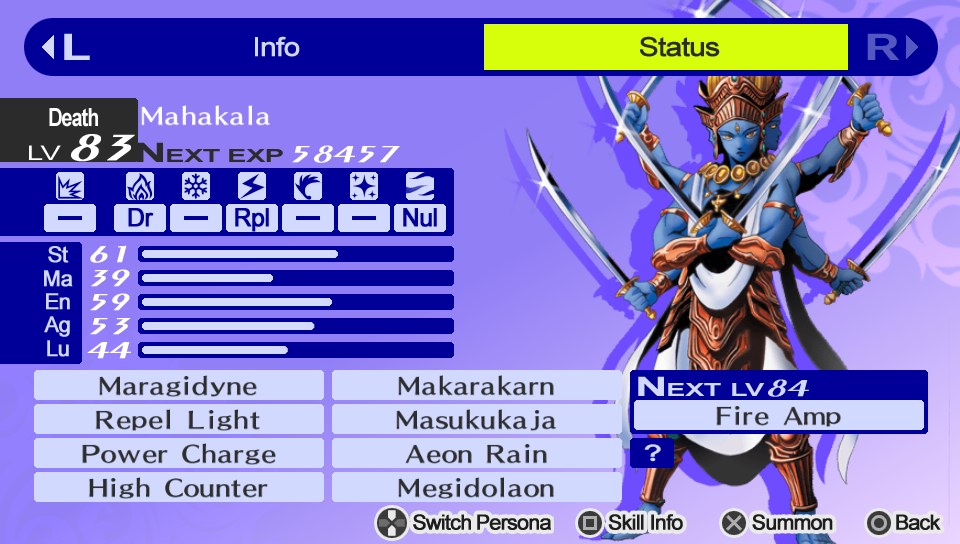 L Info Status R
Death Mahakala
LV 83 NEXT EXP 58457
— Dr — Rpl — — Nul
St 61
Ma 39
En 59
Ag 53
Lu 44
Maragidyne Makarakarn NEXT LV 84
Repel Light Masukukaja Fire Amp
Power Charge Aeon Rain ?
High Counter Megidolaon
Switch Persona Skill Info Summon Back